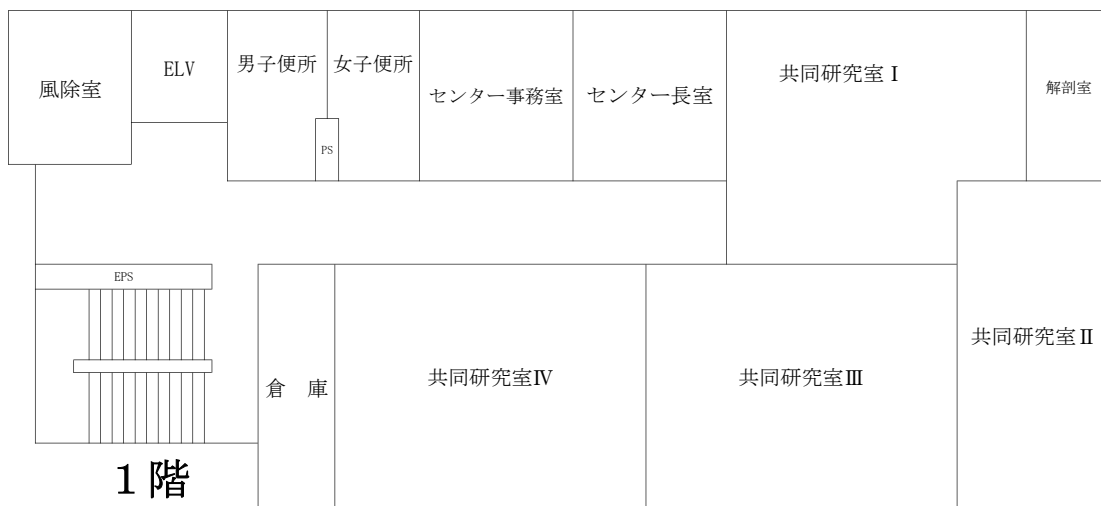 風除室
ELV
男子便所
女子便所
センター事務室
センター長室
共同研究室Ⅰ
解剖室
PS
EPS
倉　庫
共同研究室Ⅳ
共同研究室Ⅲ
共同研究室Ⅱ
1階